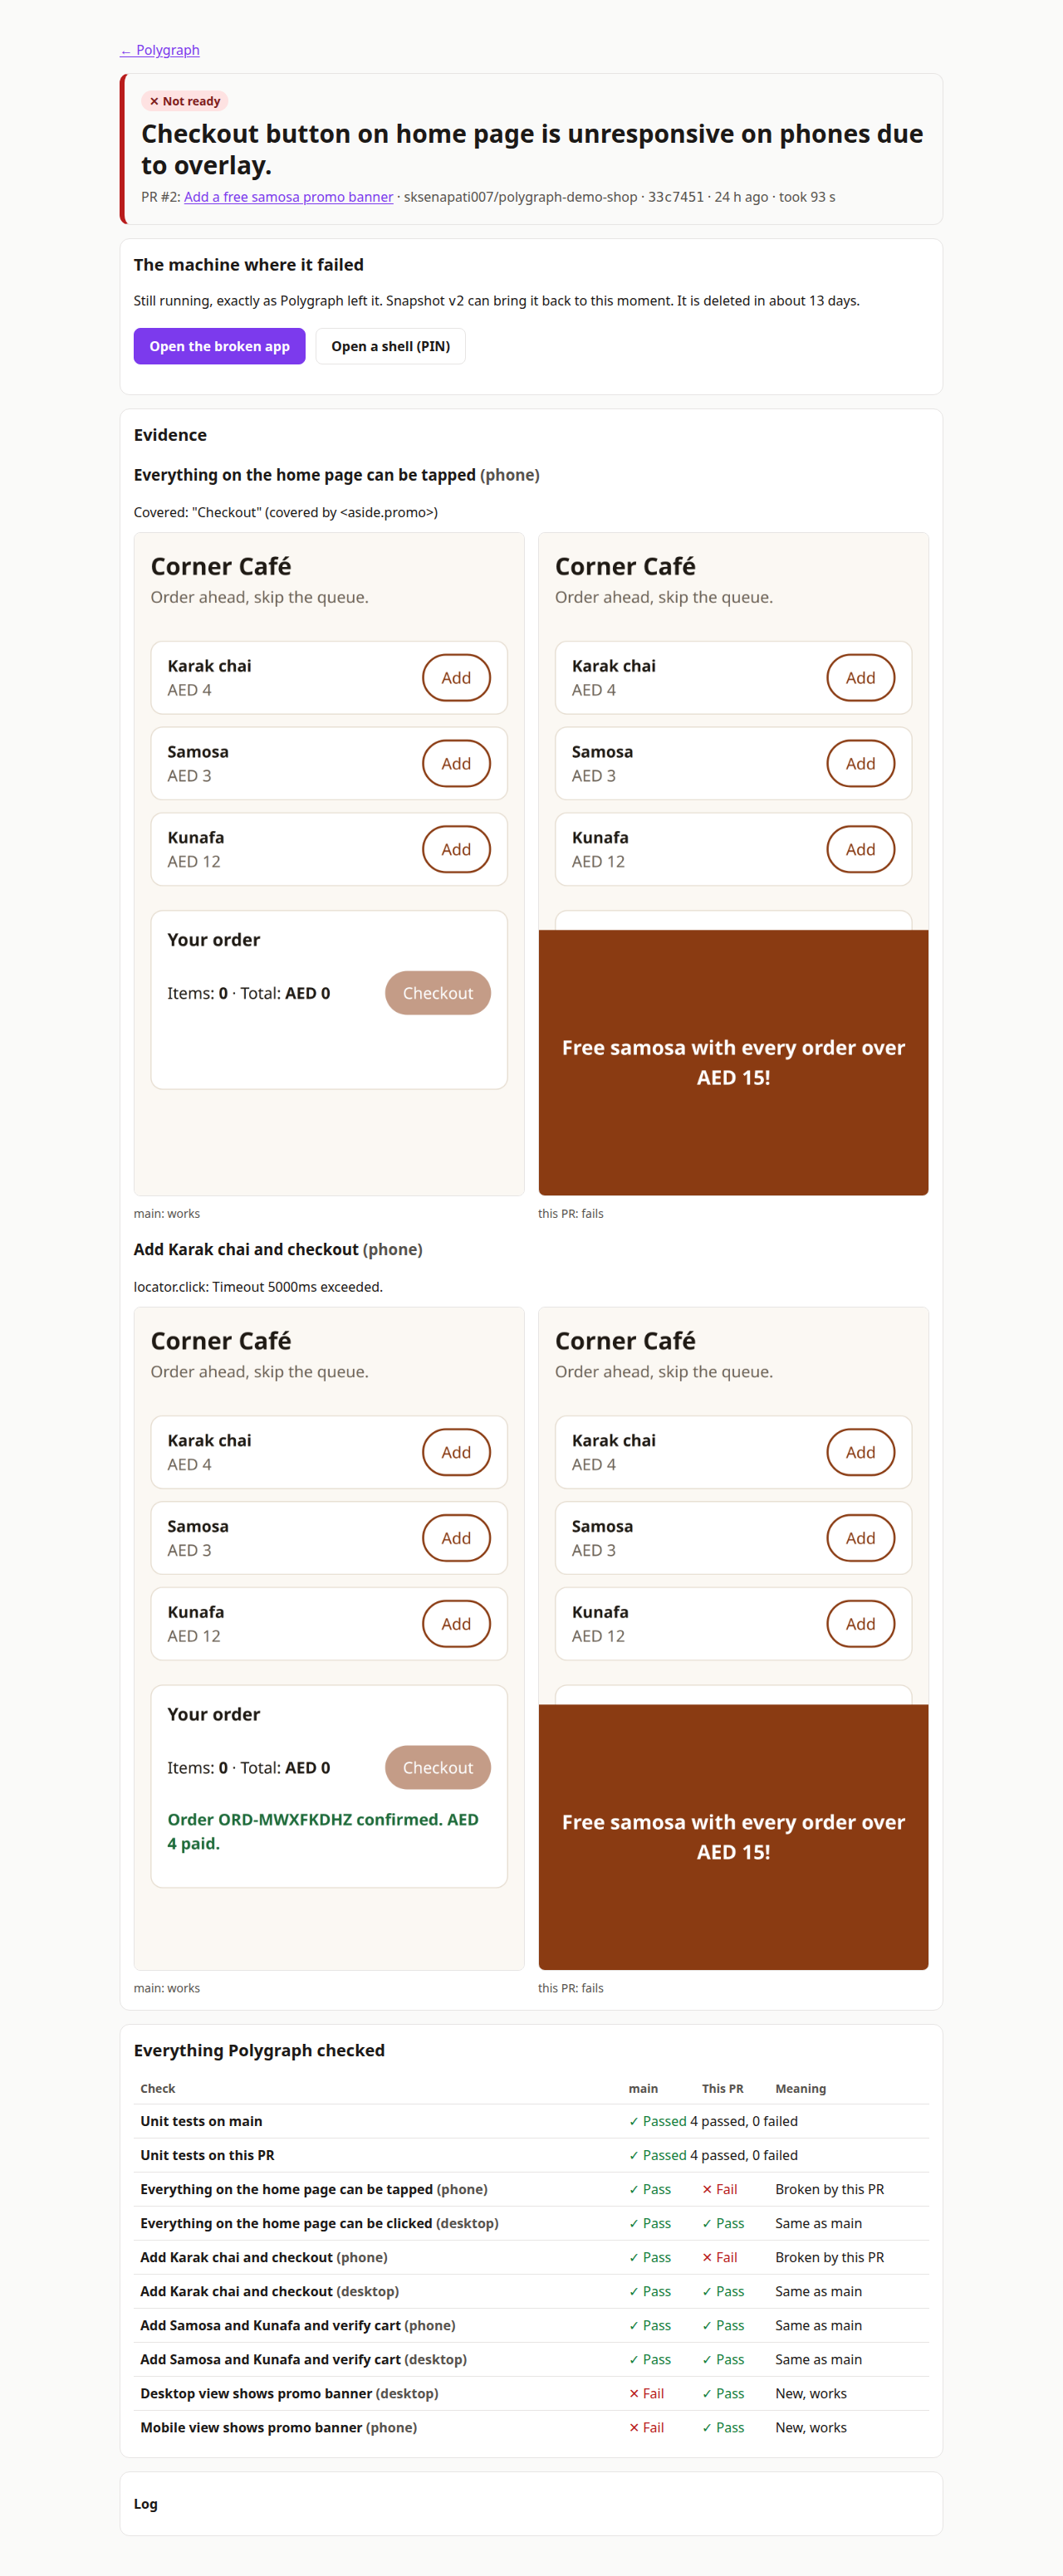 ← Polygraph
✕ Not ready
Checkout button on home page is unresponsive on phones due
to overlay.
PR #2: Add a free samosa promo banner · sksenapati007/polygraph-demo-shop · 33c7451 · 24 h ago · took 93 s
The machine where it failed
Still running, exactly as Polygraph left it. Snapshot v2 can bring it back to this moment. It is deleted in about 13 days.
Open the broken app
Open a shell (PIN)
Evidence
Everything on the home page can be tapped (phone)
Covered: "Checkout" (covered by <aside.promo>)
Corner Café
Order ahead, skip the queue.
Karak chai
AED 4
Add
Samosa
AED 3
Add
Kunafa
AED 12
Add
Your order
Items: 0 · Total: AED 0
Checkout
main: works
Corner Café
Order ahead, skip the queue.
Karak chai
AED 4
Add
Samosa
AED 3
Add
Kunafa
AED 12
Add
Free samosa with every order over
AED 15!
this PR: fails
Add Karak chai and checkout (phone)
locator.click: Timeout 5000ms exceeded.
Corner Café
Order ahead, skip the queue.
Karak chai
AED 4
Add
Samosa
AED 3
Add
Kunafa
AED 12
Add
Your order
Items: 0 · Total: AED 0
Checkout
Order ORD-MWXFKDHZ confirmed. AED
4 paid.
main: works
Corner Café
Order ahead, skip the queue.
Karak chai
AED 4
Add
Samosa
AED 3
Add
Kunafa
AED 12
Add
Free samosa with every order over
AED 15!
this PR: fails
Everything Polygraph checked
Check main This PR Meaning
Unit tests on main ✓ Passed 4 passed, 0 failed
Unit tests on this PR ✓ Passed 4 passed, 0 failed
Everything on the home page can be tapped (phone) ✓ Pass ✕ Fail Broken by this PR
Everything on the home page can be clicked (desktop) ✓ Pass ✓ Pass Same as main
Add Karak chai and checkout (phone) ✓ Pass ✕ Fail Broken by this PR
Add Karak chai and checkout (desktop) ✓ Pass ✓ Pass Same as main
Add Samosa and Kunafa and verify cart (phone) ✓ Pass ✓ Pass Same as main
Add Samosa and Kunafa and verify cart (desktop) ✓ Pass ✓ Pass Same as main
Desktop view shows promo banner (desktop) ✕ Fail ✓ Pass New, works
Mobile view shows promo banner (phone) ✕ Fail ✓ Pass New, works
Log